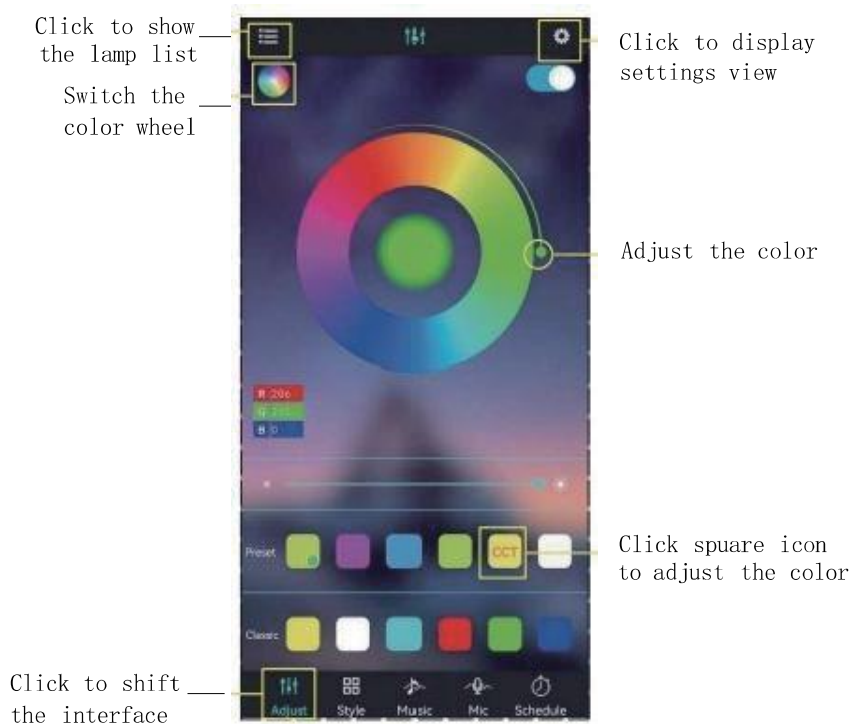 Click to show
the lamp list
Click to display
settings view
Switch the
color wheel
Adjust the color
R 206
G
B 0
Preset
CCT
Click spuare icon
to adjust the color
Classic
Click to shift
the interface
Adjust
Style
Music
Mic
Schedule